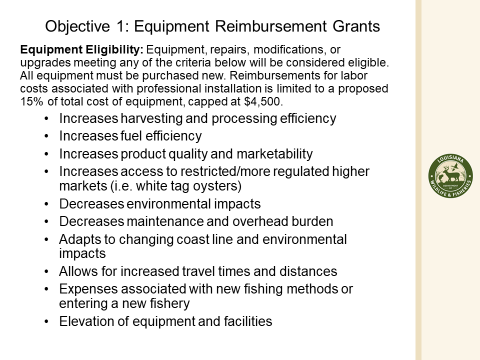 Objective 1: Equipment Reimbursement Grants
Equipment Eligibility: Equipment, repairs, modifications, or
upgrades meeting any of the criteria below will be considered eligible.
All equipment must be purchased new. Reimbursements for labor
costs associated with professional installation is limited to a proposed
15% of total cost of equipment, capped at $4,500.
• Increases harvesting and processing efficiency
• Increases fuel efficiency
• Increases product quality and marketability
• Increases access to restricted/more regulated higher
markets (i.e. white tag oysters)
• Decreases environmental impacts
• Decreases maintenance and overhead burden
• Adapts to changing coast line and environmental
impacts
• Allows for increased travel times and distances
• Expenses associated with new fishing methods or
entering a new fishery
• Elevation of equipment and facilities
LOUISIANA
WILDLIFE & FISHERIES